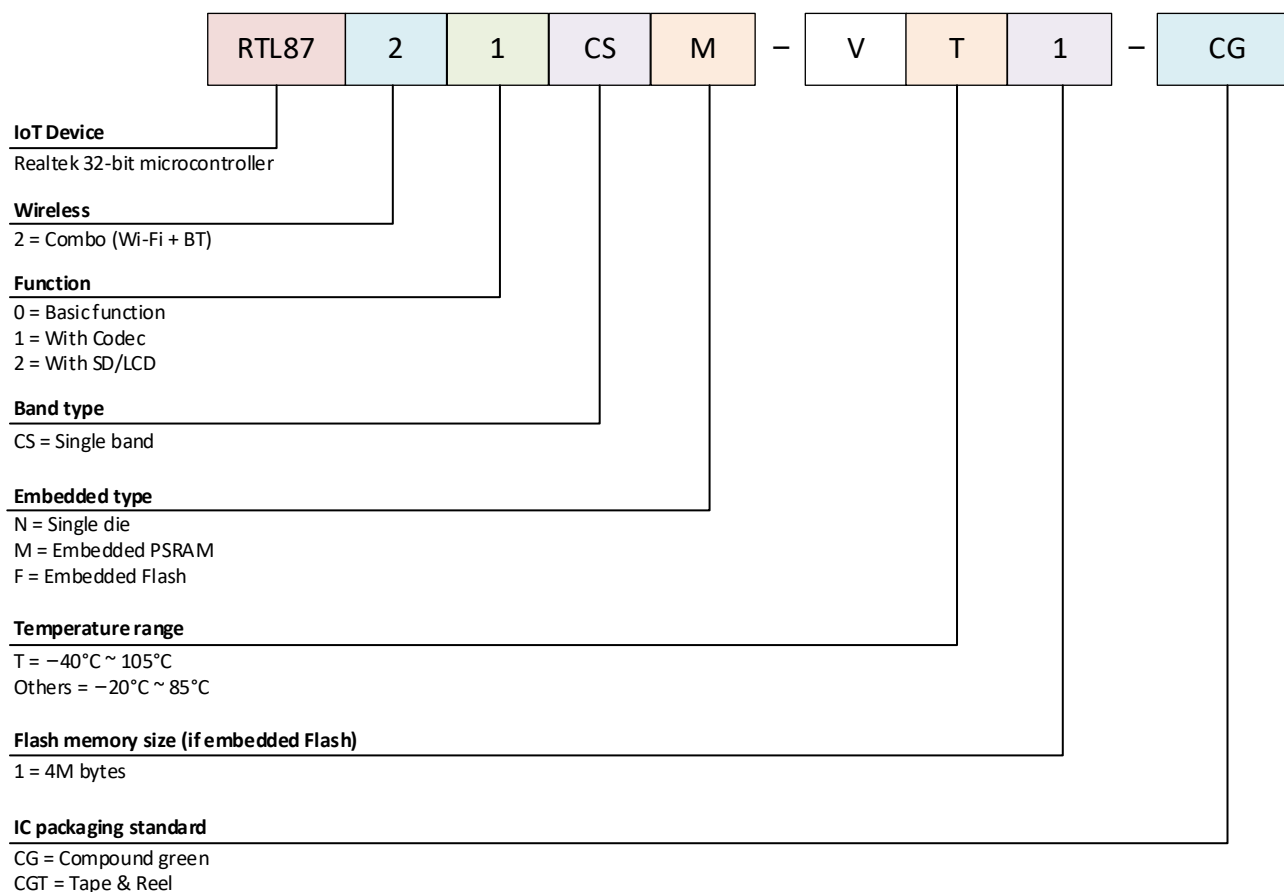 RTL87 2 1 CS M – V T 1 – CG
IoT Device
Realtek 32-bit microcontroller
Wireless
2 = Combo (Wi-Fi + BT)
Function
0 = Basic function
1 = With Codec
2 = With SD/LCD
Band type
CS = Single band
Embedded type
N = Single die
M = Embedded PSRAM
F = Embedded Flash
Temperature range
T = −40°C ~ 105°C
Others = −20°C ~ 85°C
Flash memory size (if embedded Flash)
1 = 4M bytes
IC packaging standard
CG = Compound green
CGT = Tape & Reel